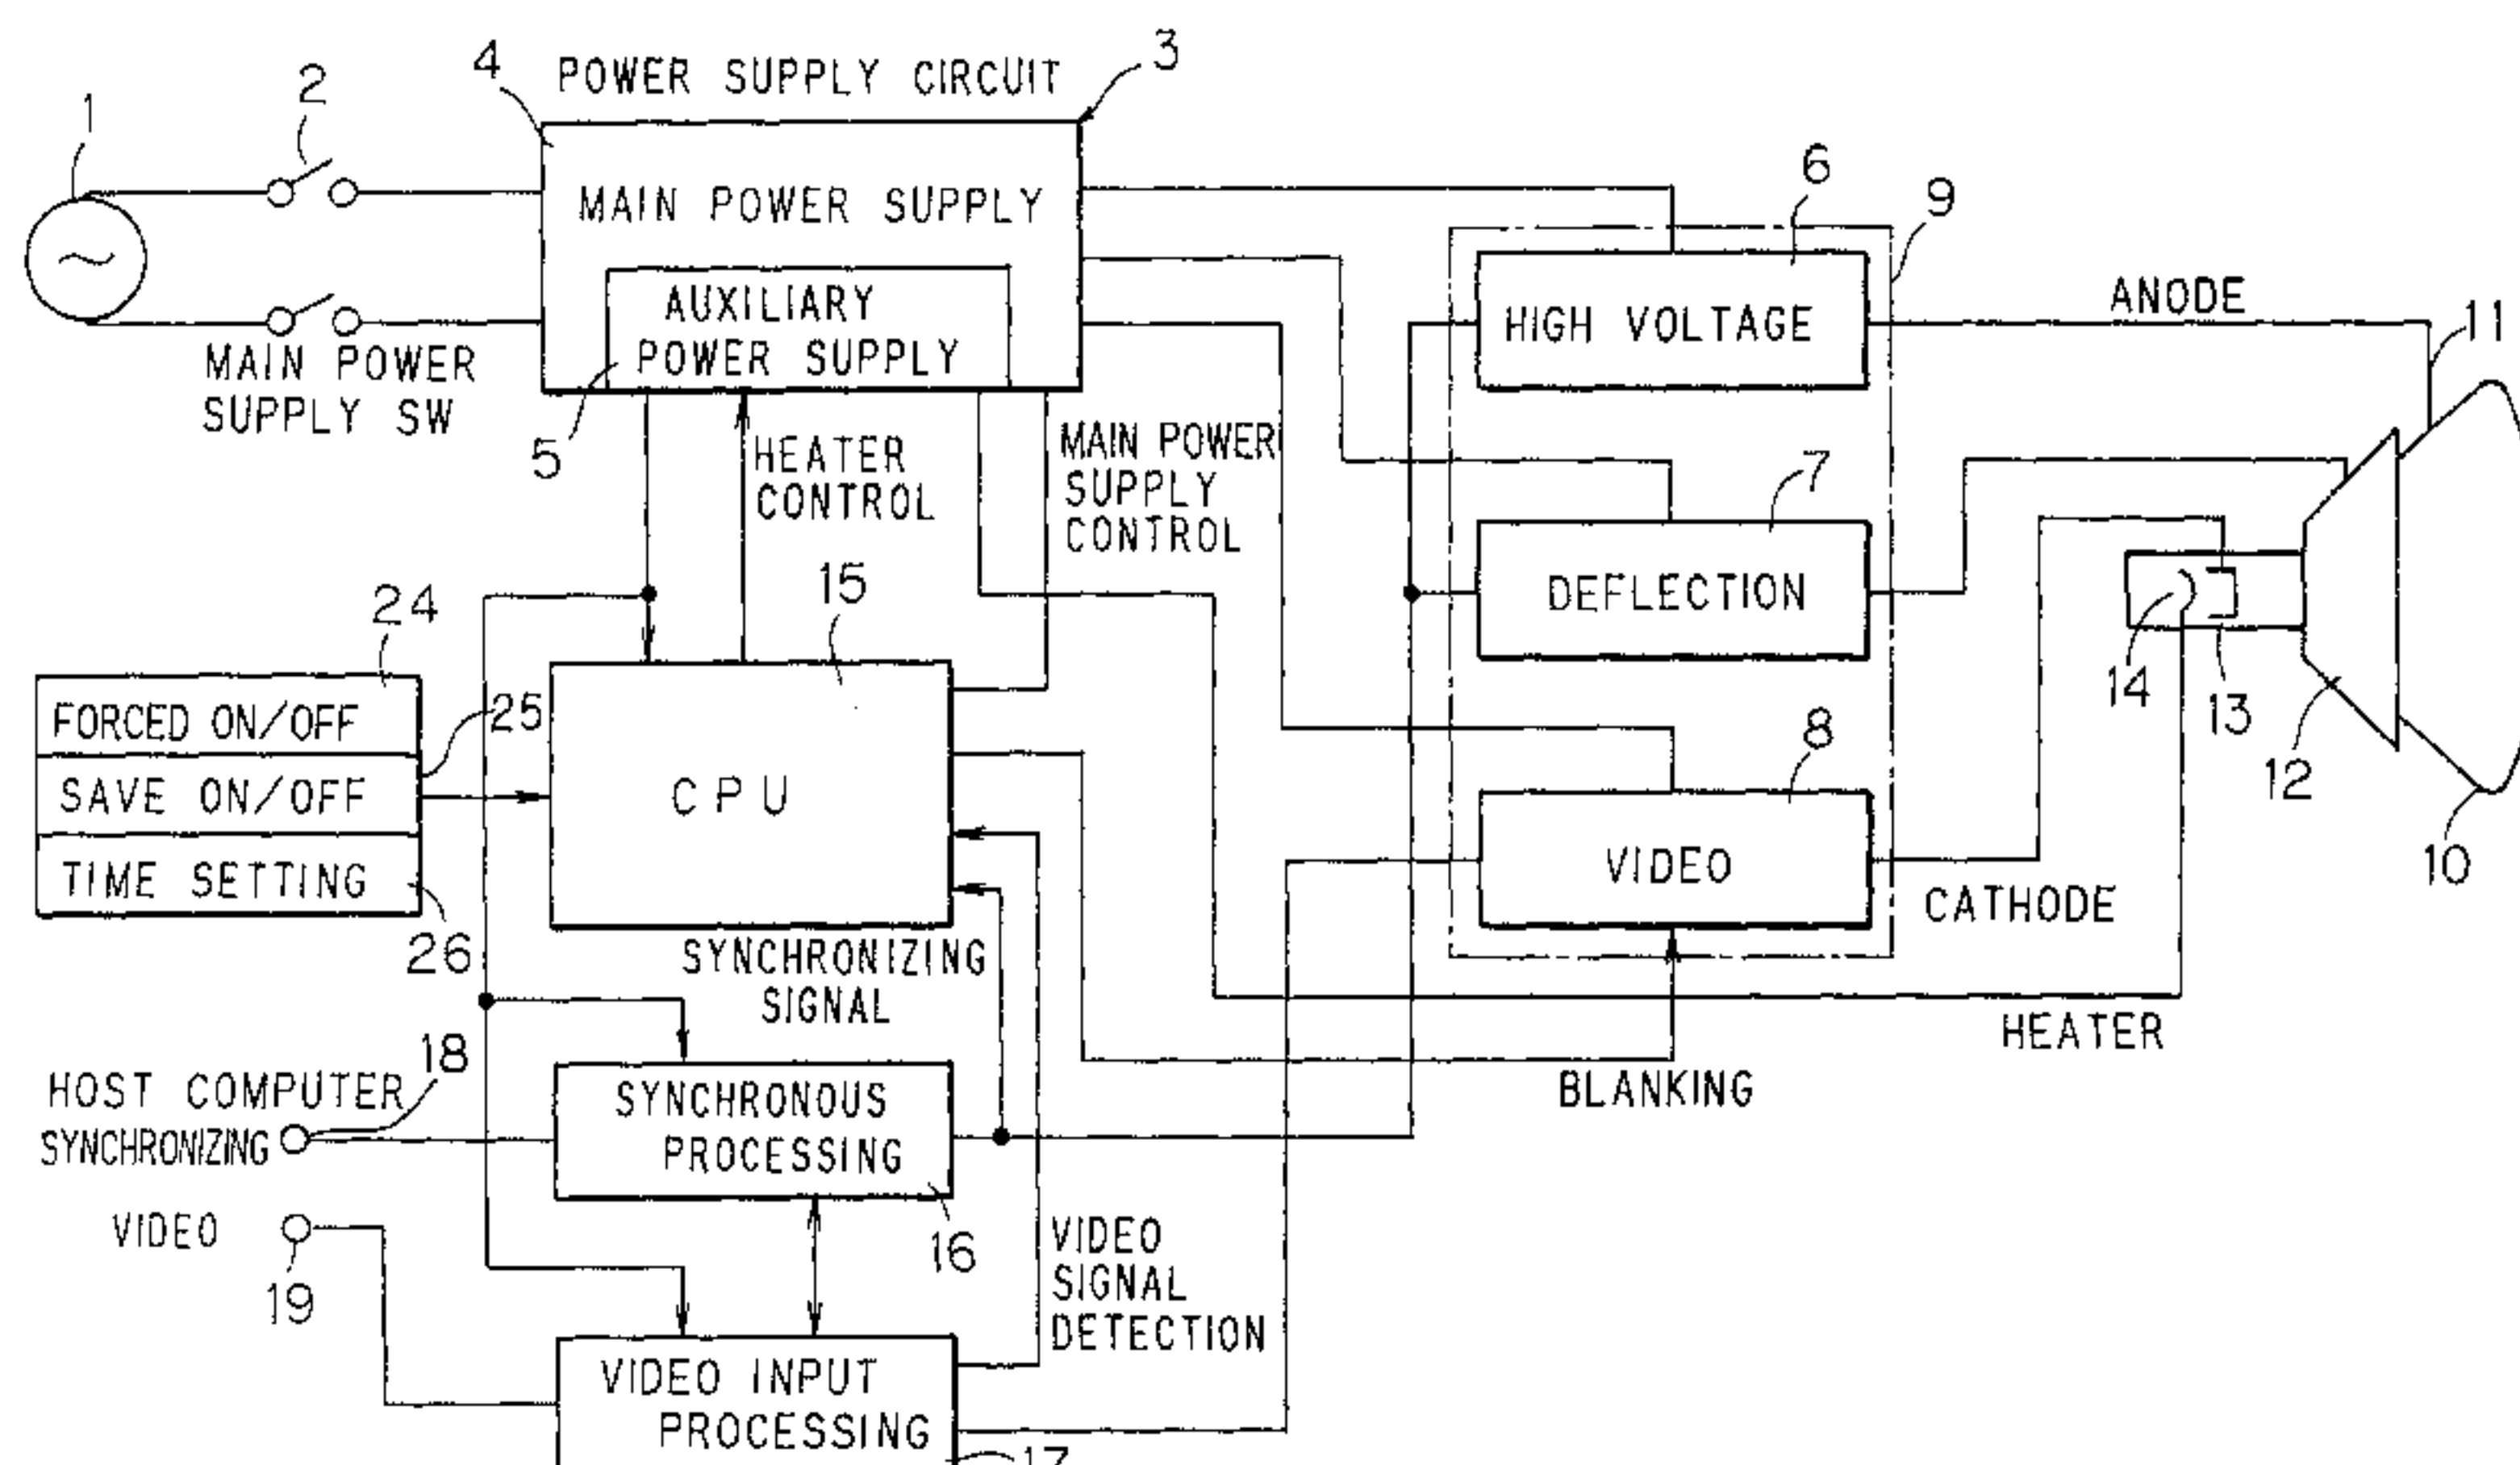 POWER SUPPLY CIRCUIT
3
4
2
1
MAIN POWER SUPPLY
6
9
AUXILIARY
POWER SUPPLY
HIGH VOLTAGE
ANODE
11
MAIN POWER
SUPPLY SW
5
HEATER
CONTROL
MAIN POWER
SUPPLY
CONTROL
7
DEFLECTION
15
24
14
13
12
10
FORCED ON/OFF
25
SAVE ON/OFF
TIME SETTING
26
CPU
8
VIDEO
CATHODE
SYNCHRONIZING
SIGNAL
HEATER
BLANKING
18
HOST COMPUTER
SYNCHRONIZING
SYNCHRONOUS
PROCESSING
16
VIDEO
19
VIDEO
SIGNAL
DETECTION
VIDEO INPUT
PROCESSING
17